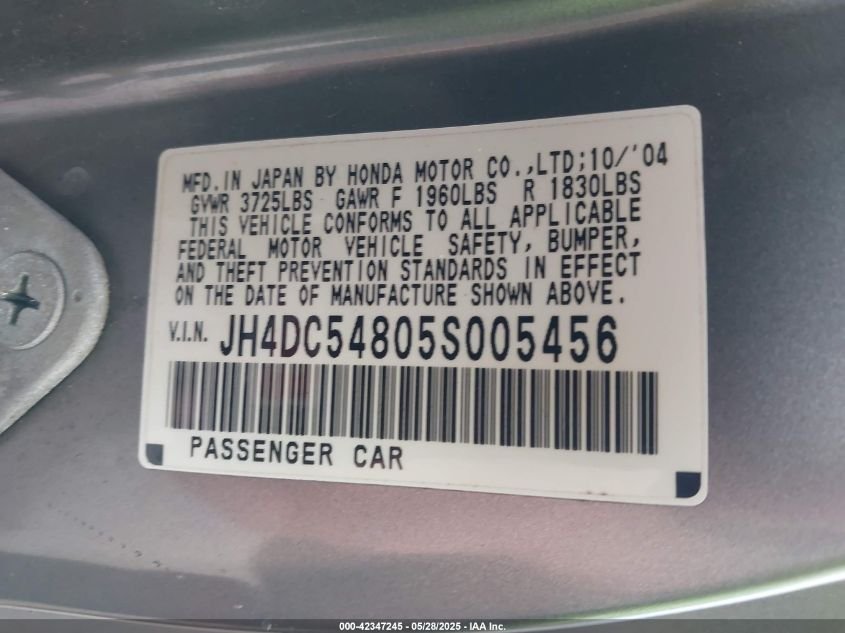 MFD. IN JAPAN BY HONDA MOTOR CO.,LTD;10/'04
GVWR 3725LBS GAWR F 1960LBS R 1830LBS
THIS VEHICLE CONFORMS TO ALL APPLICABLE
FEDERAL MOTOR VEHICLE SAFETY, BUMPER,
AND THEFT PREVENTION STANDARDS IN EFFECT
ON THE DATE OF MANUFACTURE SHOWN ABOVE.
V.I.N. JH4DC54805S005456
PASSENGER CAR
000-42347245 - 05/28/2025 - IAA Inc.